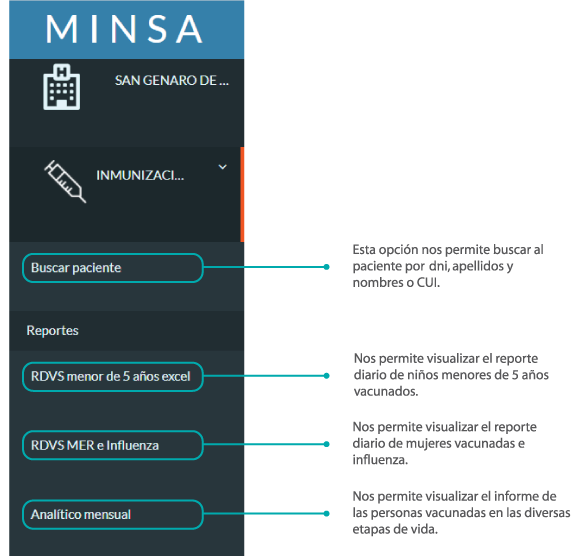 MINSA
SAN GENARO DE ...
INMUNIZACI...
Buscar paciente
Esta opción nos permite buscar al
paciente por dni, apellidos y
nombres o CUI.
Reportes
RDVS menor de 5 años excel
Nos permite visualizar el reporte
diario de niños menores de 5 años
vacunados.
RDVS MER e Influenza
Nos permite visualizar el reporte
diario de mujeres vacunadas e
influenza.
Analítico mensual
Nos permite visualizar el informe de
las personas vacunadas en las diversas
etapas de vida.